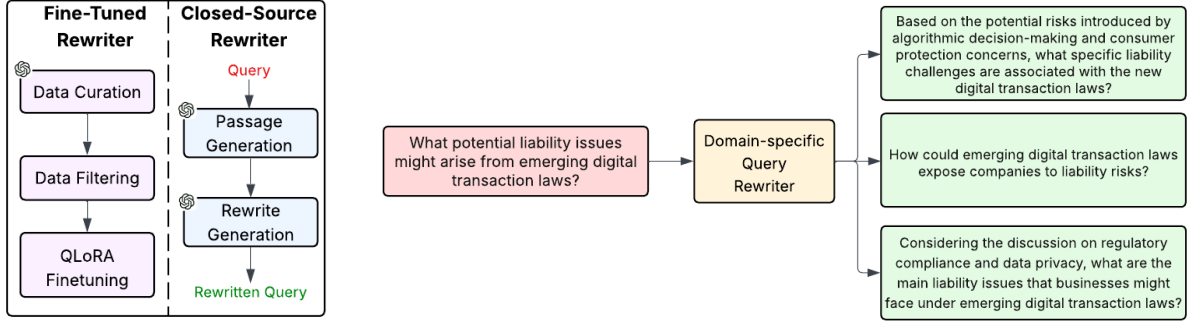 Fine-Tuned
Rewriter
Data Curation
Data Filtering
QLoRA
Finetuning
Closed-Source
Rewriter
Query
Passage
Generation
Rewrite
Generation
Rewritten Query
What potential liability issues
might arise from emerging digital
transaction laws?
Domain-specific
Query
Rewriter
Based on the potential risks introduced by
algorithmic decision-making and consumer
protection concerns, what specific liability
challenges are associated with the new
digital transaction laws?
How could emerging digital transaction laws
expose companies to liability risks?
Considering the discussion on regulatory
compliance and data privacy, what are the
main liability issues that businesses might
face under emerging digital transaction laws?